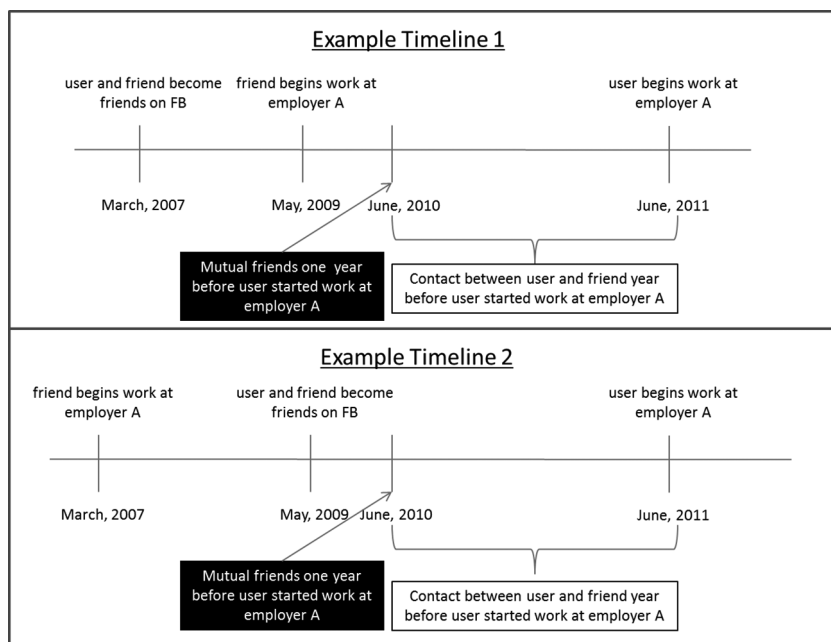 Example Timeline 1
user and friend become
friends on FB
friend begins work at
employer A
user begins work at
employer A
March, 2007
May, 2009
June, 2010
June, 2011
Mutual friends one year
before user started work at
employer A
Contact between user and friend year
before user started work at employer A
Example Timeline 2
friend begins work at
employer A
user and friend become
friends on FB
user begins work at
employer A
March, 2007
May, 2009
June, 2010
June, 2011
Mutual friends one year
before user started work at
employer A
Contact between user and friend year
before user started work at employer A